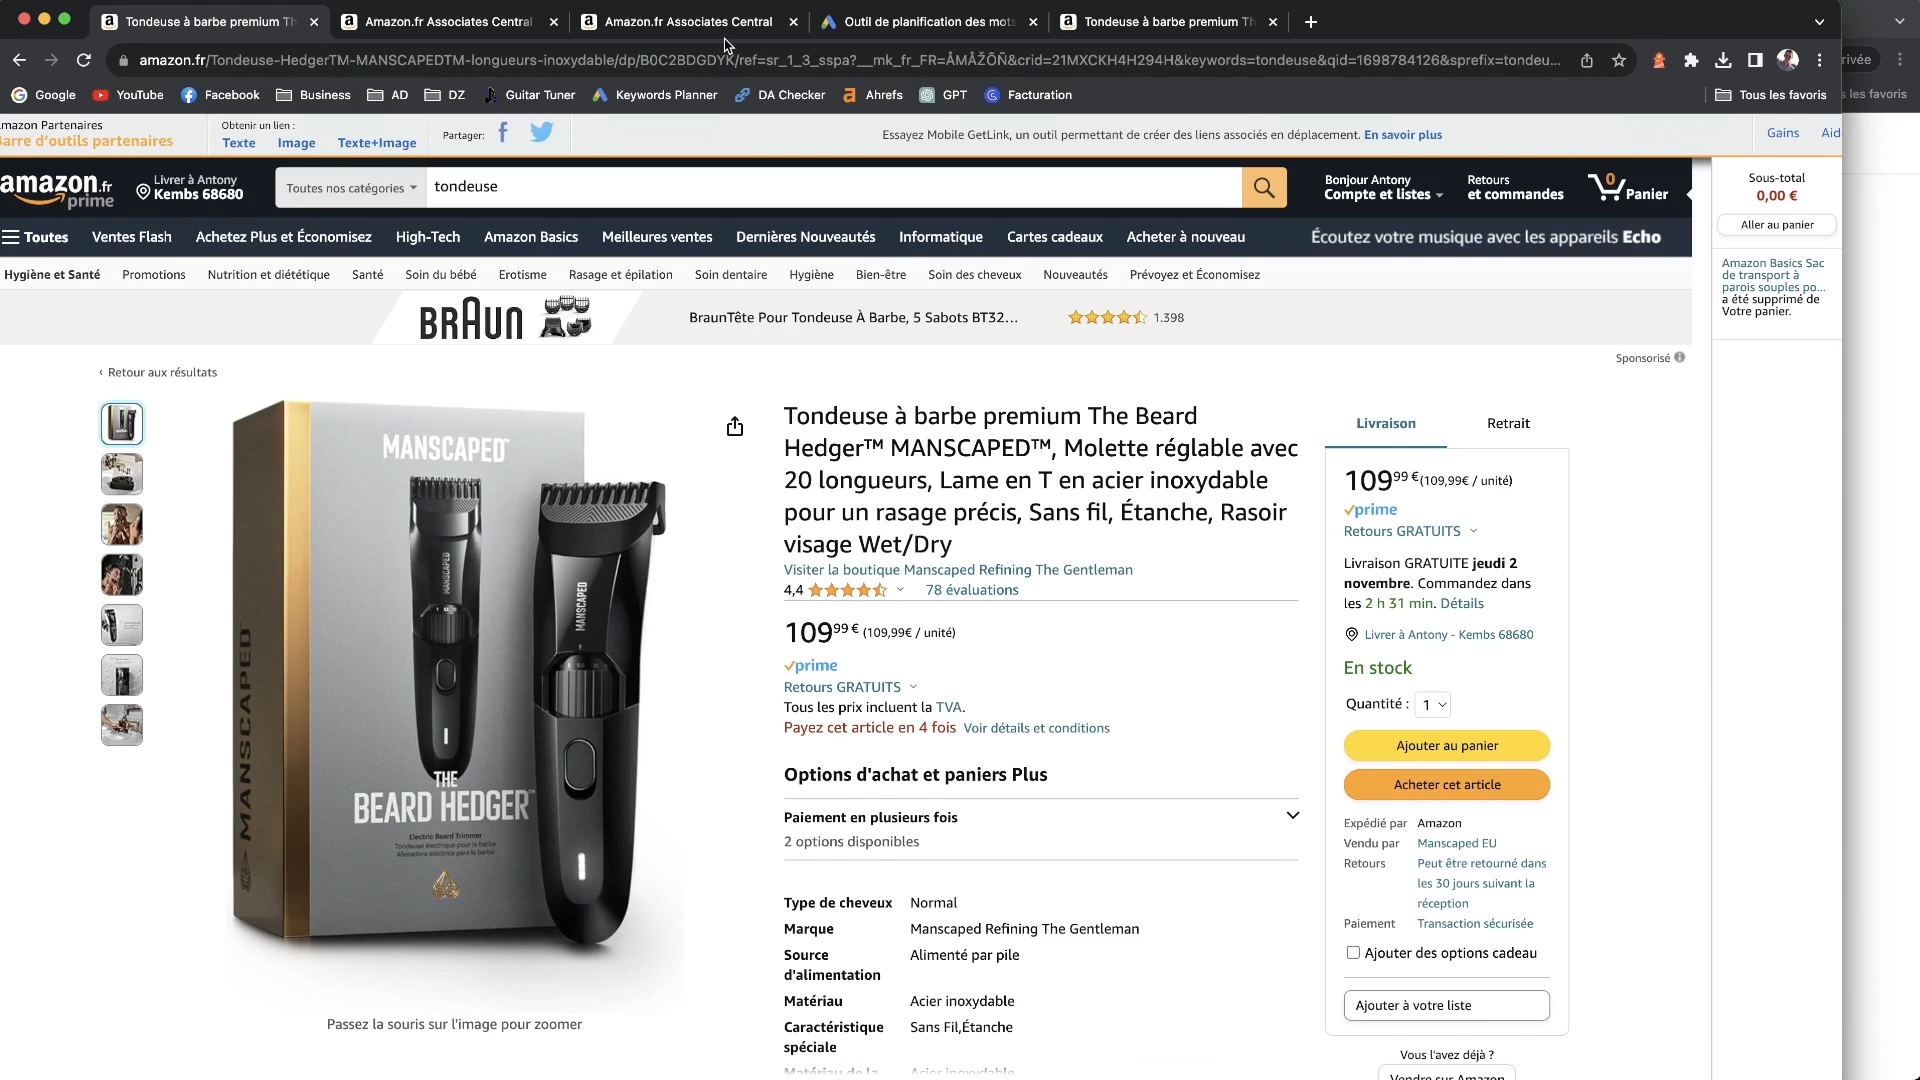 Tondeuse à barbe premium Th
Amazon.fr Associates Central
Amazon.fr Associates Central
Outil de planification des mots
Tondeuse à barbe premium Th
amazon.fr/Tondeuse-HedgerTM-MANSCAPEDTM-longueurs-inoxydable/dp/B0C2BDGDYK/ref=sr_1_3_sspa?__mk_fr_FR=ÅMÅŽÕÑ&crid=21MXCKH4H294H&keywords=tondeuse&qid=1698784126&sprefix=tondeu...
Google
YouTube
Facebook
Business
AD
DZ
Guitar Tuner
Keywords Planner
DA Checker
Ahrefs
GPT
Facturation
Tous les favoris
mazon Partenaires
Barre d'outils partenaires
Obtenir un lien :
Texte
Image
Texte+Image
Partager:
Essayez Mobile GetLink, un outil permettant de créer des liens associés en déplacement. En savoir plus
Gains
Aid
amazon.fr
prime
Livrer à Antony
Kembs 68680
Toutes nos catégories
tondeuse
Bonjour Antony
Compte et listes
Retours
et commandes
0
Panier
Sous-total
0,00 €
Aller au panier
Toutes
Ventes Flash
Achetez Plus et Économisez
High-Tech
Amazon Basics
Meilleures ventes
Dernières Nouveautés
Informatique
Cartes cadeaux
Acheter à nouveau
Écoutez votre musique avec les appareils Echo
Hygiène et Santé
Promotions
Nutrition et diététique
Santé
Soin du bébé
Erotisme
Rasage et épilation
Soin dentaire
Hygiène
Bien-être
Soin des cheveux
Nouveautés
Prévoyez et Économisez
Amazon Basics Sac
de transport à
parois souples po...
a été supprimé de
Votre panier.
BRAUN
BraunTête Pour Tondeuse À Barbe, 5 Sabots BT32...
1.398
Sponsorisé
‹ Retour aux résultats
MANSCAPED™
MANSCAPED
MANSCAPED
MANSCAPED
THE
BEARD HEDGER™
Electric Beard Trimmer
Tondeuse électrique pour la barbe
Afeitadora eléctrica para la barba
Passez la souris sur l'image pour zoomer
Tondeuse à barbe premium The Beard
Hedger™ MANSCAPED™, Molette réglable avec
20 longueurs, Lame en T en acier inoxydable
pour un rasage précis, Sans fil, Étanche, Rasoir
visage Wet/Dry
Visiter la boutique Manscaped Refining The Gentleman
4,4
78 évaluations
109,99 € (109,99€ / unité)
prime
Retours GRATUITS
Tous les prix incluent la TVA.
Payez cet article en 4 fois Voir détails et conditions
Options d'achat et paniers Plus
Paiement en plusieurs fois
2 options disponibles
Type de cheveux Normal
Marque Manscaped Refining The Gentleman
Source
d'alimentation
Alimenté par pile
Matériau Acier inoxydable
Caractéristique
spéciale
Sans Fil,Étanche
Matériau de la Acier inoxydable
Livraison
Retrait
109,99 € (109,99€ / unité)
prime
Retours GRATUITS
Livraison GRATUITE jeudi 2
novembre. Commandez dans
les 2 h 31 min. Détails
Livrer à Antony - Kembs 68680
En stock
Quantité : 1
Ajouter au panier
Acheter cet article
Expédié par Amazon
Vendu par Manscaped EU
Retours Peut être retourné dans
les 30 jours suivant la
réception
Paiement Transaction sécurisée
Ajouter des options cadeau
Ajouter à votre liste
Vous l'avez déjà ?
Vendre sur Amazon
ivée
s les favoris